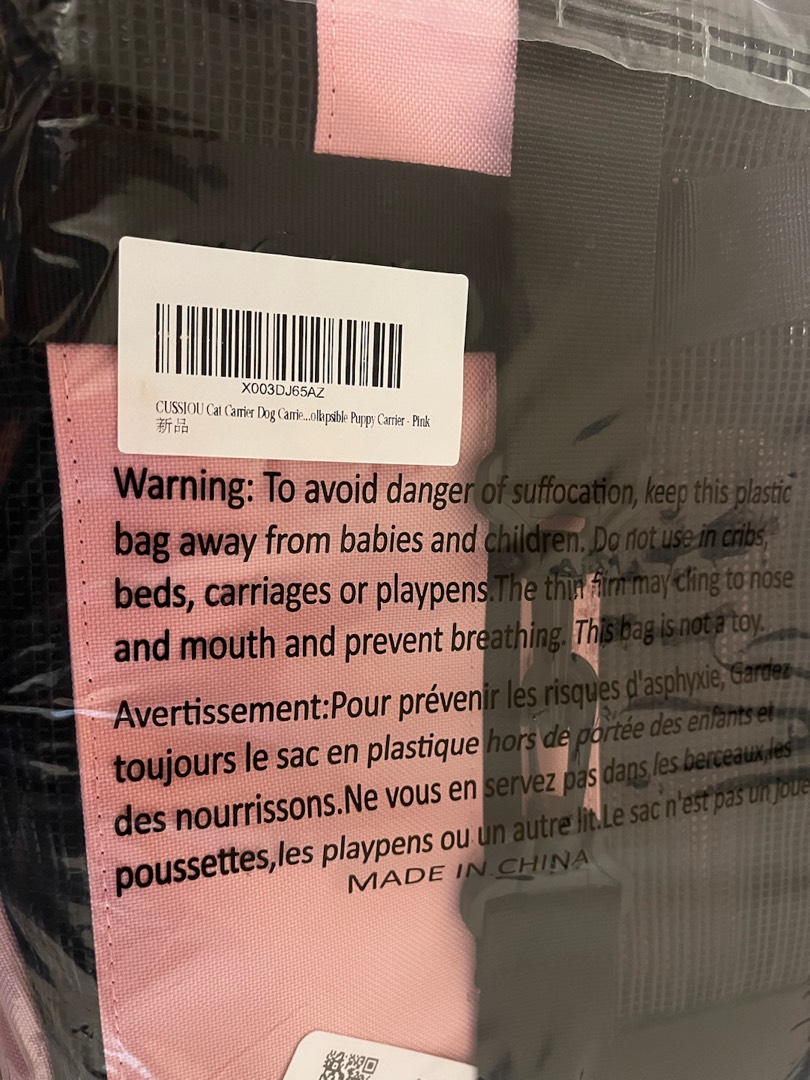 X003DJ65AZ
CUSSIOU Cat Carrier Dog Carrie...ollapsible Puppy Carrier - Pink
新品
Warning: To avoid danger of suffocation, keep this plastic
bag away from babies and children. Do not use in cribs,
beds, carriages or playpens.The thin firm may cling to nose
and mouth and prevent breathing. This bag is not a toy.
Avertissement:Pour prévenir les risques d'asphyxie, Gardez
toujours le sac en plastique hors de portée des enfants et
des nourrissons.Ne vous en servez pas dans les berceaux,les
poussettes,les playpens ou un autre lit.Le sac n'est pas un joue
MADE IN CHINA